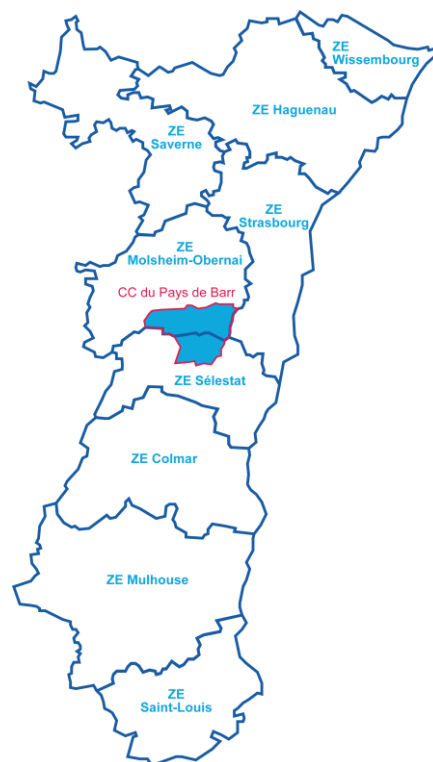 ZE
Wissembourg
ZE Haguenau
ZE
Saverne
ZE
Strasbourg
ZE
Molsheim-Obernai
CC du Pays de Barr
ZE Sélestat
ZE Colmar
ZE Mulhouse
ZE
Saint-Louis